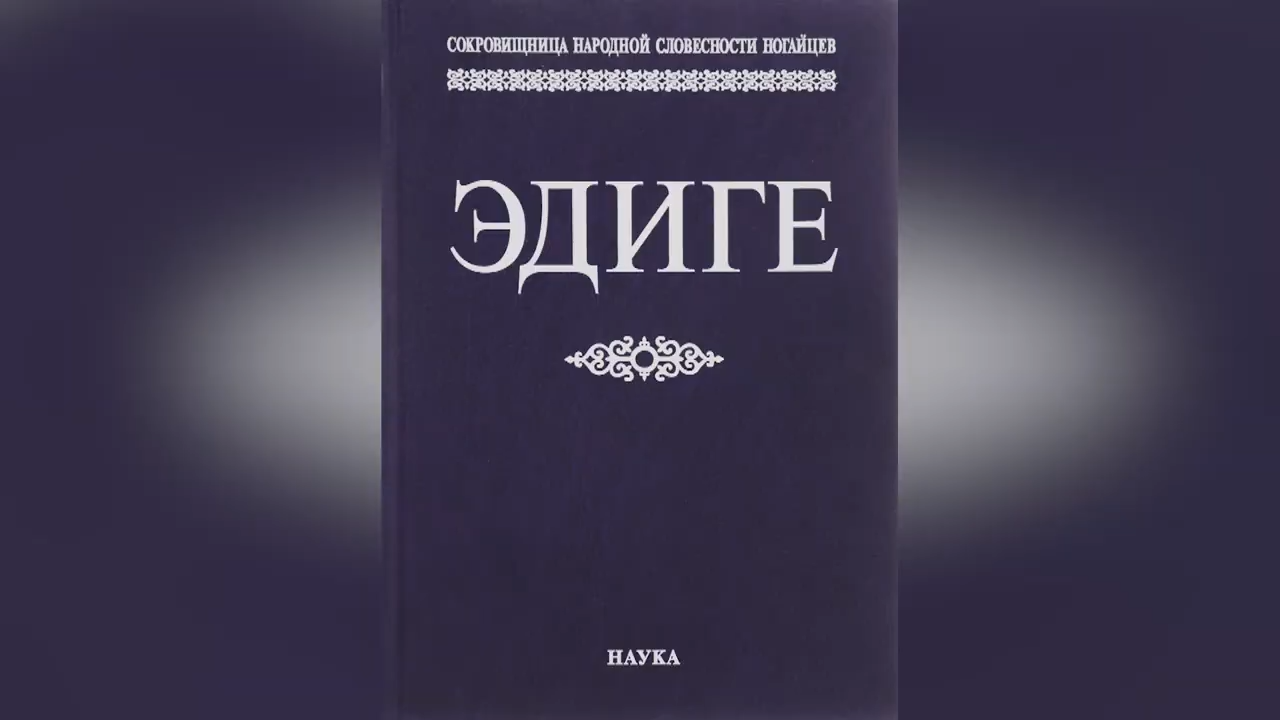 СОКРОВИЩНИЦА НАРОДНОЙ СЛОВЕСНОСТИ НОГАЙЦЕВ
ЭДИГЕ
НАУКА